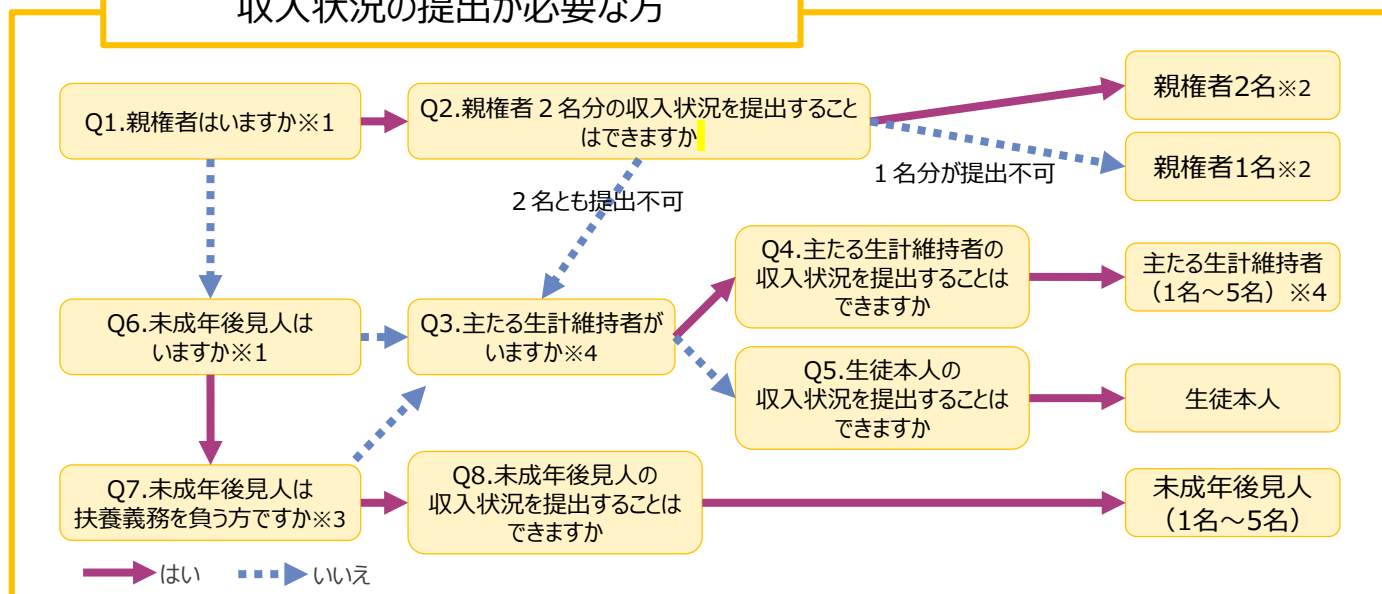 収入状況の提出が必要な方
Q1.親権者はいますか※1
Q2.親権者２名分の収入状況を提出すること
はできますか
親権者2名※2
１名分が提出不可
親権者1名※2
２名とも提出不可
Q4.主たる生計維持者の
収入状況を提出することは
できますか
主たる生計維持者
（1名～5名）※4
Q6.未成年後見人は
いますか※1
Q3.主たる生計維持者が
いますか※4
Q5.生徒本人の
収入状況を提出することは
できますか
生徒本人
Q7.未成年後見人は
扶養義務を負う方ですか※3
Q8.未成年後見人の
収入状況を提出することは
できますか
未成年後見人
（1名～5名）
はい
いいえ